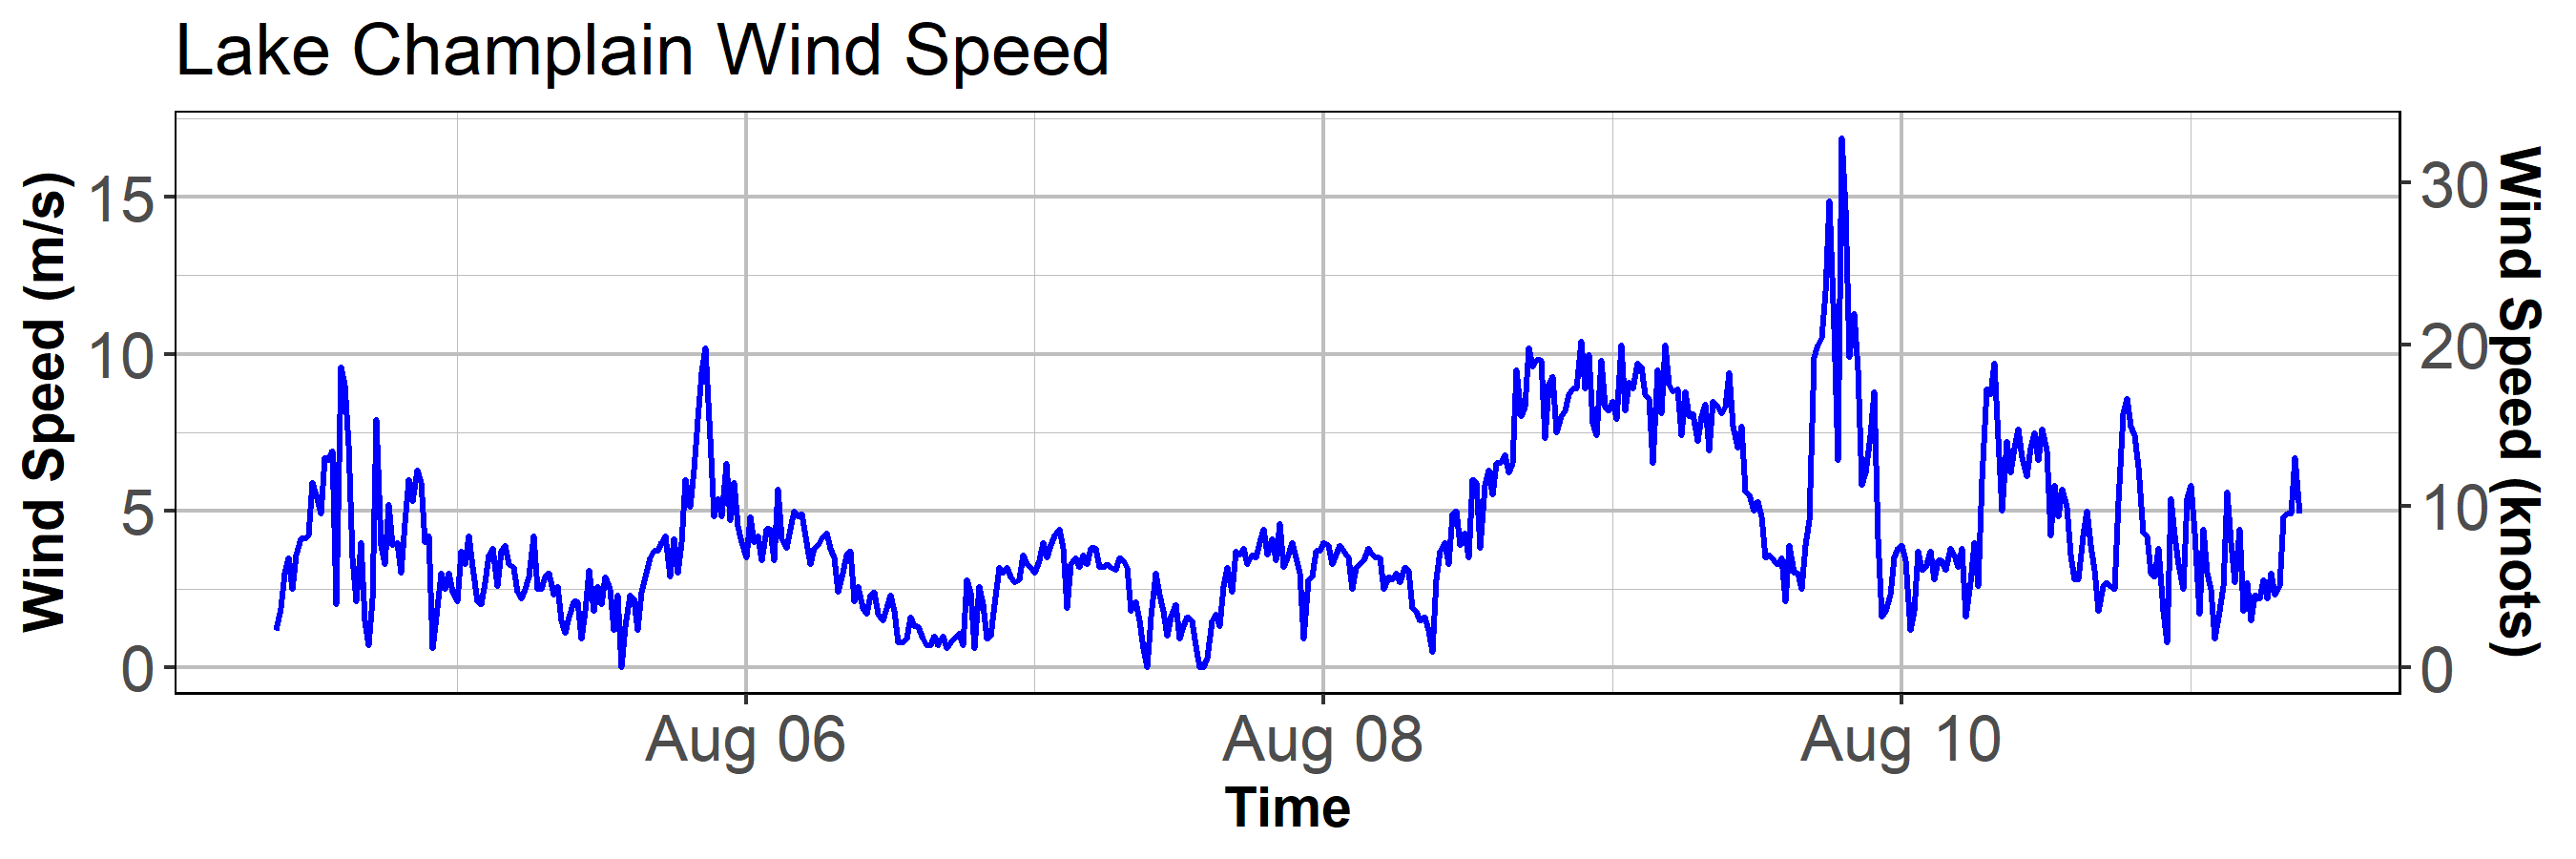 Lake Champlain Wind Speed
Wind Speed (m/s)
15
10
5
0
30
20
10
0
Wind Speed (knots)
Aug 06
Aug 08
Aug 10
Time